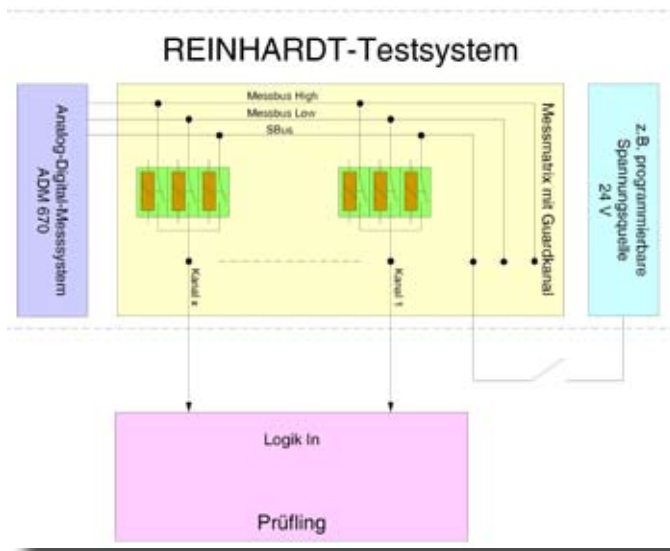 REINHARDT-Testsystem
Analog-Digital-Messsystem
ADM 670
Messbus High
Messbus Low
SBus
Kanal x
Kanal 1
Messmatrix mit Guardkanal
z.B. programmierbare
Spannungsquelle
24 V
Logik In
Prüfling